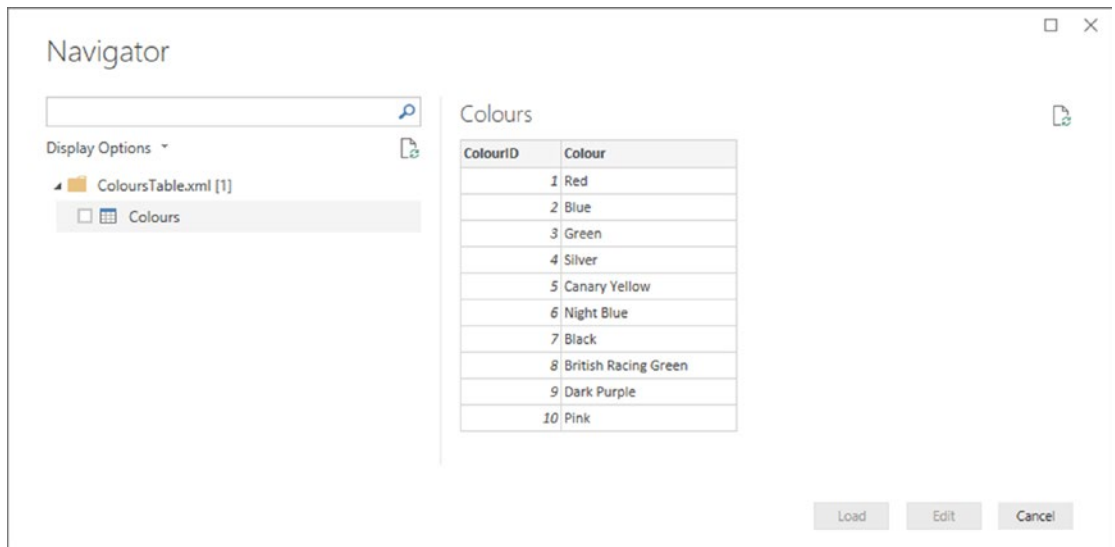 Navigator
Display Options
ColoursTable.xml [1]
Colours
Colours
ColourID Colour
1 Red
2 Blue
3 Green
4 Silver
5 Canary Yellow
6 Night Blue
7 Black
8 British Racing Green
9 Dark Purple
10 Pink
Load Edit Cancel